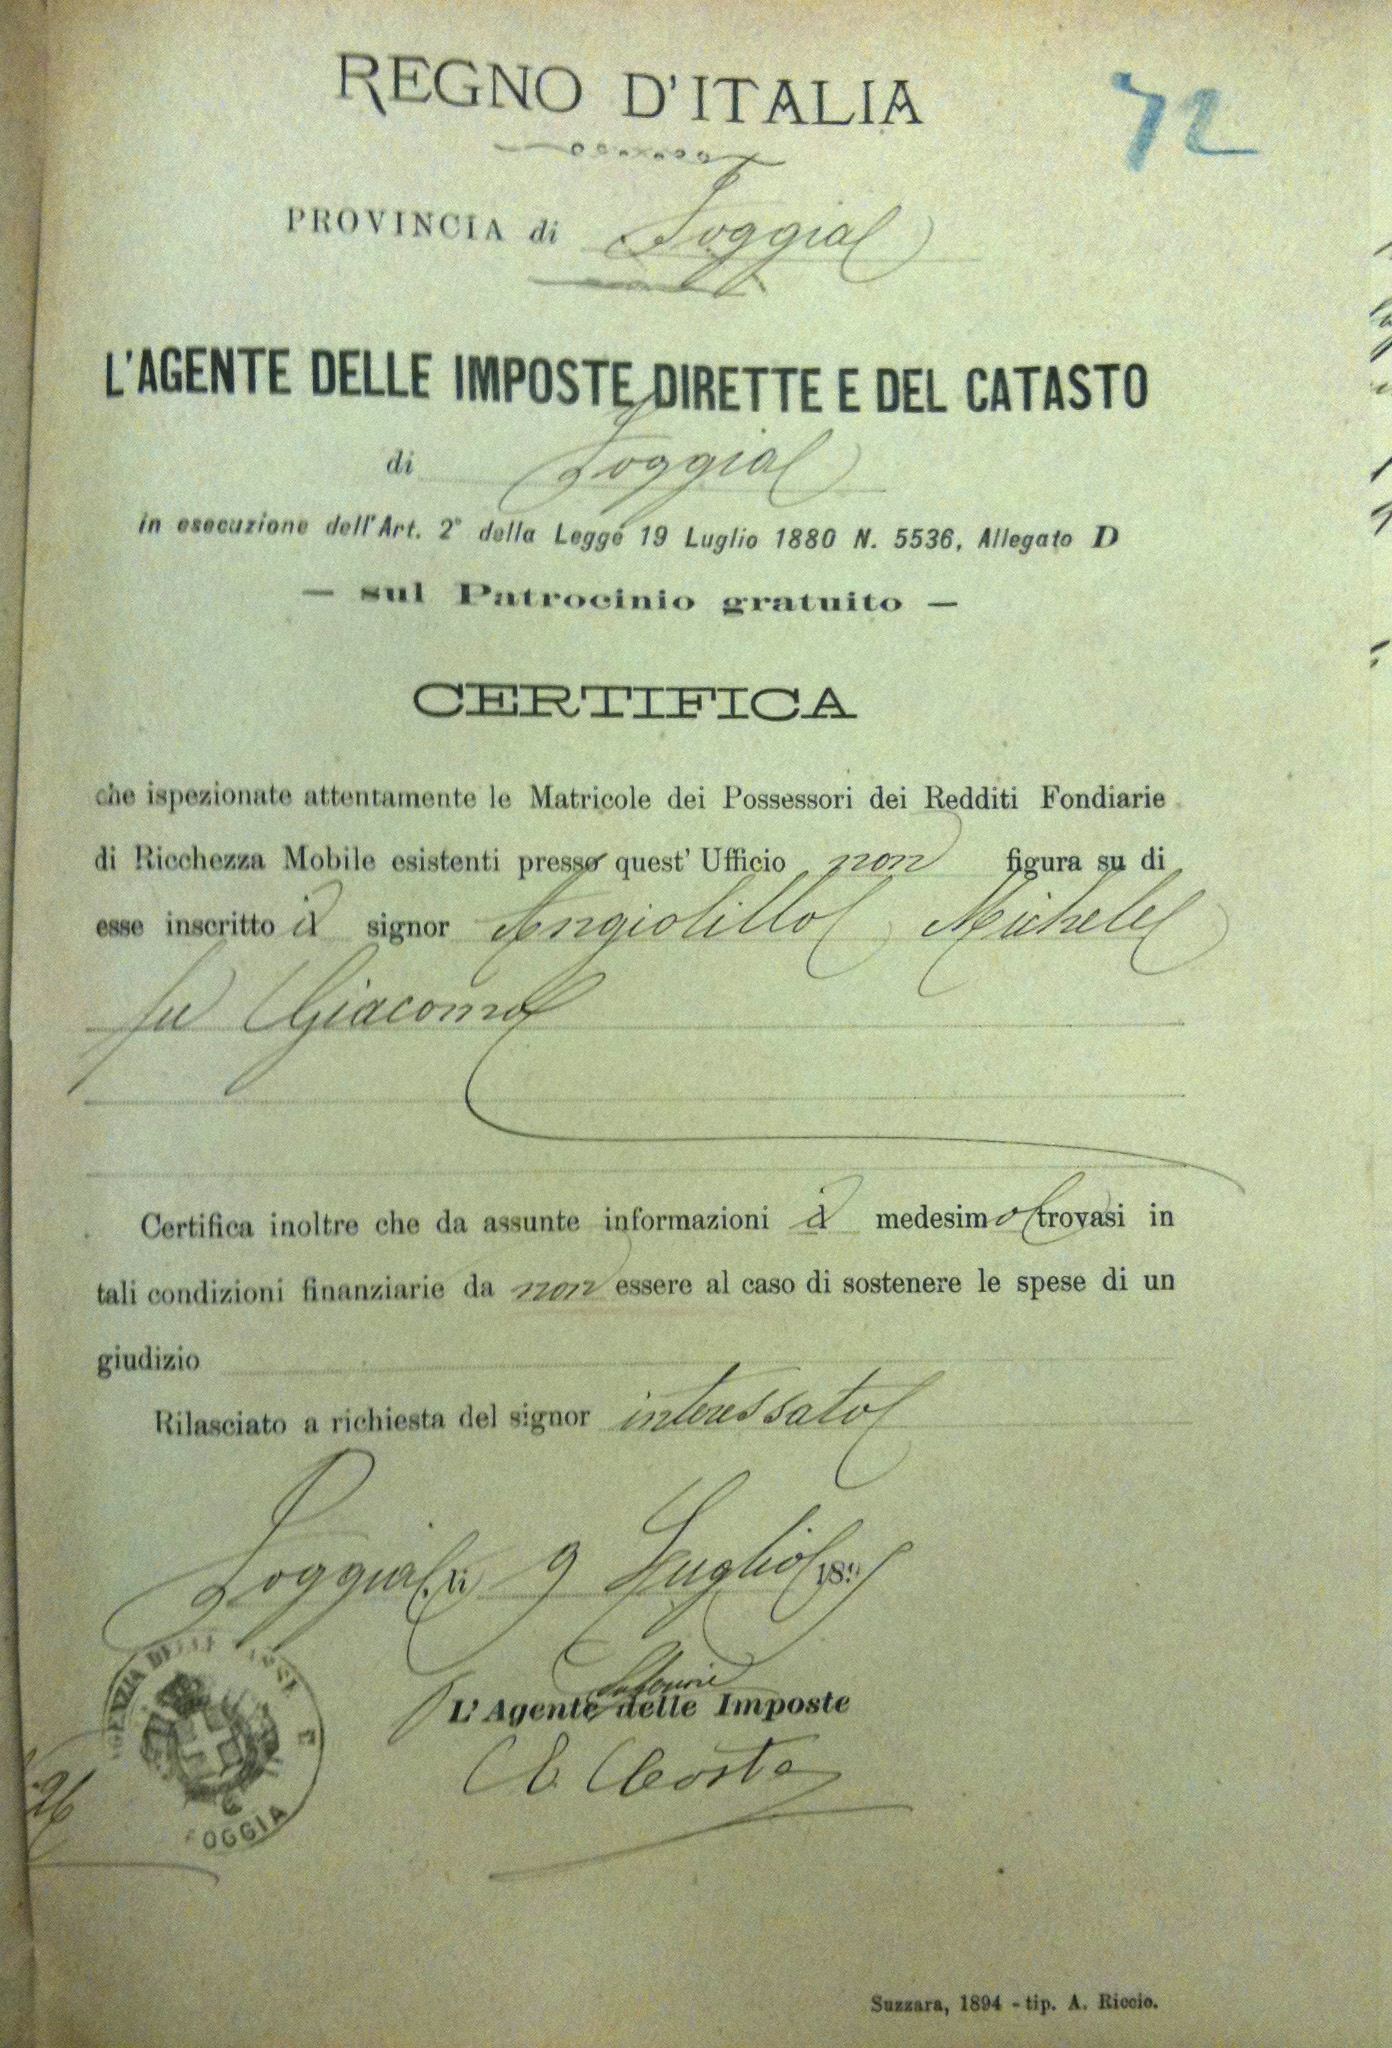 REGNO D'ITALIA
72
PROVINCIA di Foggia
L'AGENTE DELLE IMPOSTE DIRETTE E DEL CATASTO
di Foggia
in esecuzione dell'Art. 2° della Legge 19 Luglio 1880 N. 5536, Allegato D
— sul Patrocinio gratuito —
CERTIFICA
che ispezionate attentamente le Matricole dei Possessori dei Redditi Fondiarie
di Ricchezza Mobile esistenti presso quest' Ufficio non figura su di
esse inscritto il signor Angiolillo Michele
fu Giacomo
Certifica inoltre che da assunte informazioni il medesimo trovasi in
tali condizioni finanziarie da non essere al caso di sostenere le spese di un
giudizio
Rilasciato a richiesta del signor interessato
Foggia, li 9 Luglio 189
L'Agente delle Imposte
Costa
AGENZIA DELLE IMPOSTE
FOGGIA
26
Suzzara, 1894 - tip. A. Riccio.